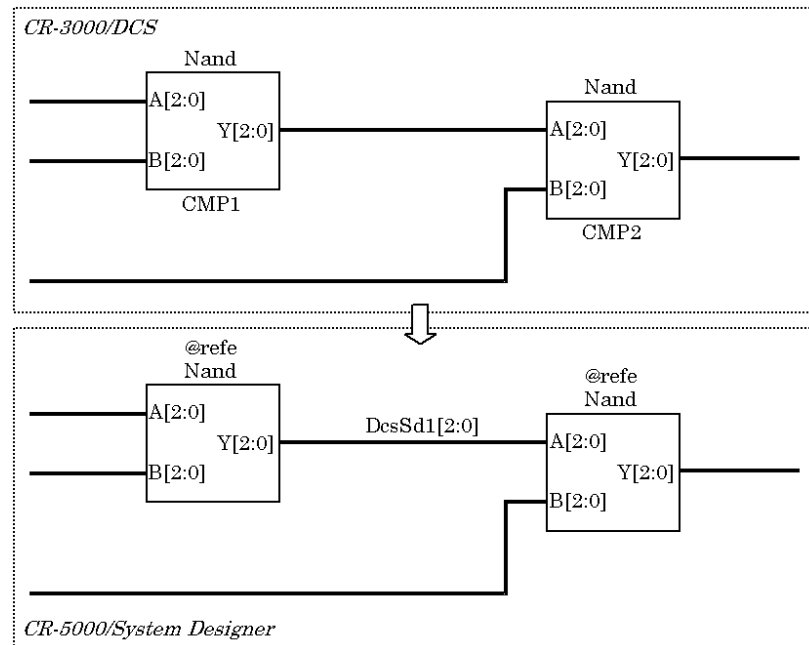 CR-3000/DCS
Nand
A[2:0]
Y[2:0]
B[2:0]
CMP1
Nand
A[2:0]
Y[2:0]
B[2:0]
CMP2
@refe
Nand
A[2:0]
Y[2:0]
B[2:0]
DcsSd1[2:0]
@refe
Nand
A[2:0]
Y[2:0]
B[2:0]
CR-5000/System Designer